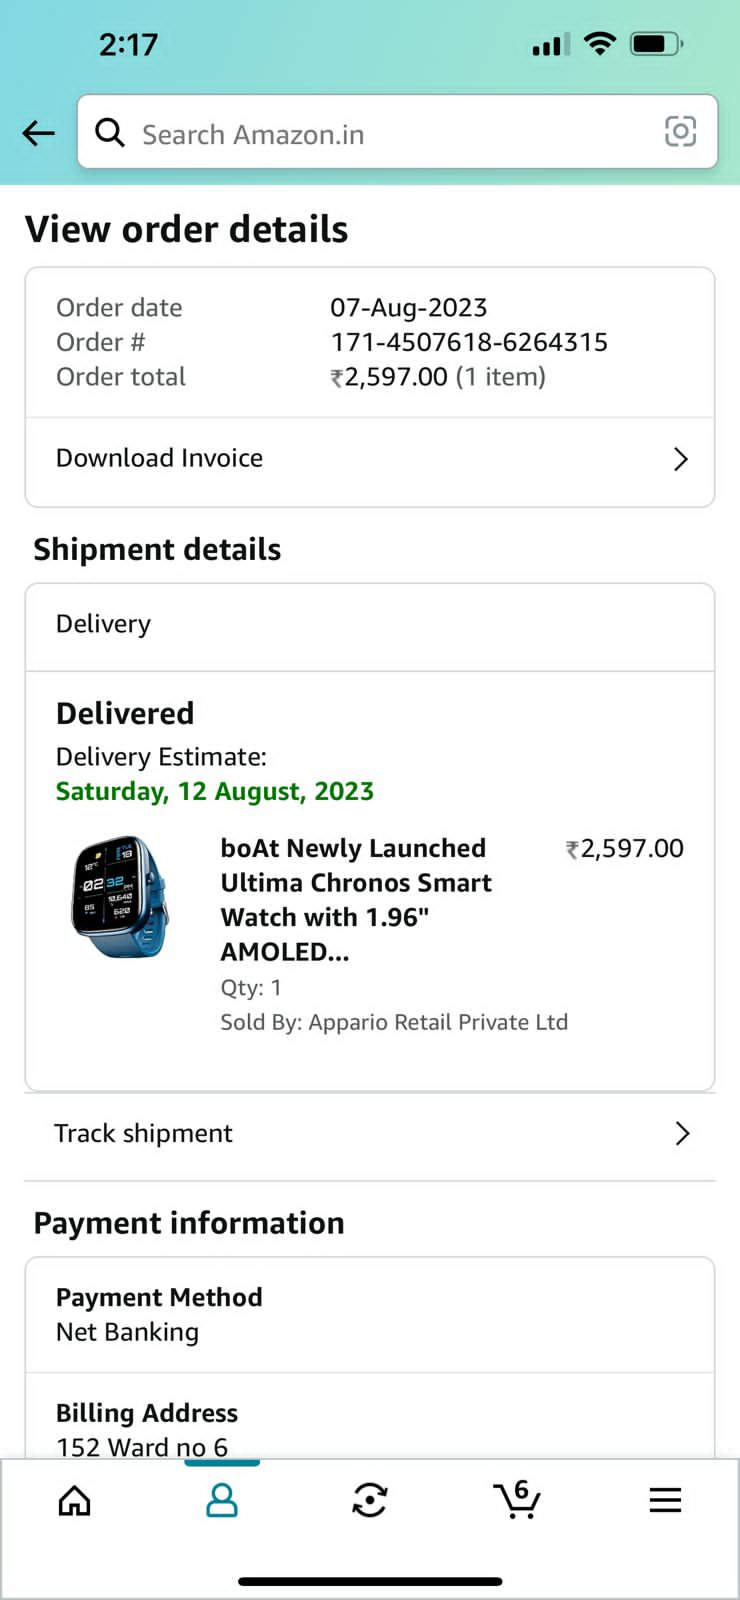 2:17
Search Amazon.in
View order details
Order date 07-Aug-2023
Order # 171-4507618-6264315
Order total ₹2,597.00 (1 item)
Download Invoice
Shipment details
Delivery
Delivered
Delivery Estimate:
Saturday, 12 August, 2023
boAt Newly Launched ₹2,597.00
Ultima Chronos Smart
Watch with 1.96"
AMOLED...
Qty: 1
Sold By: Appario Retail Private Ltd
Track shipment
Payment information
Payment Method
Net Banking
Billing Address
152 Ward no 6
6